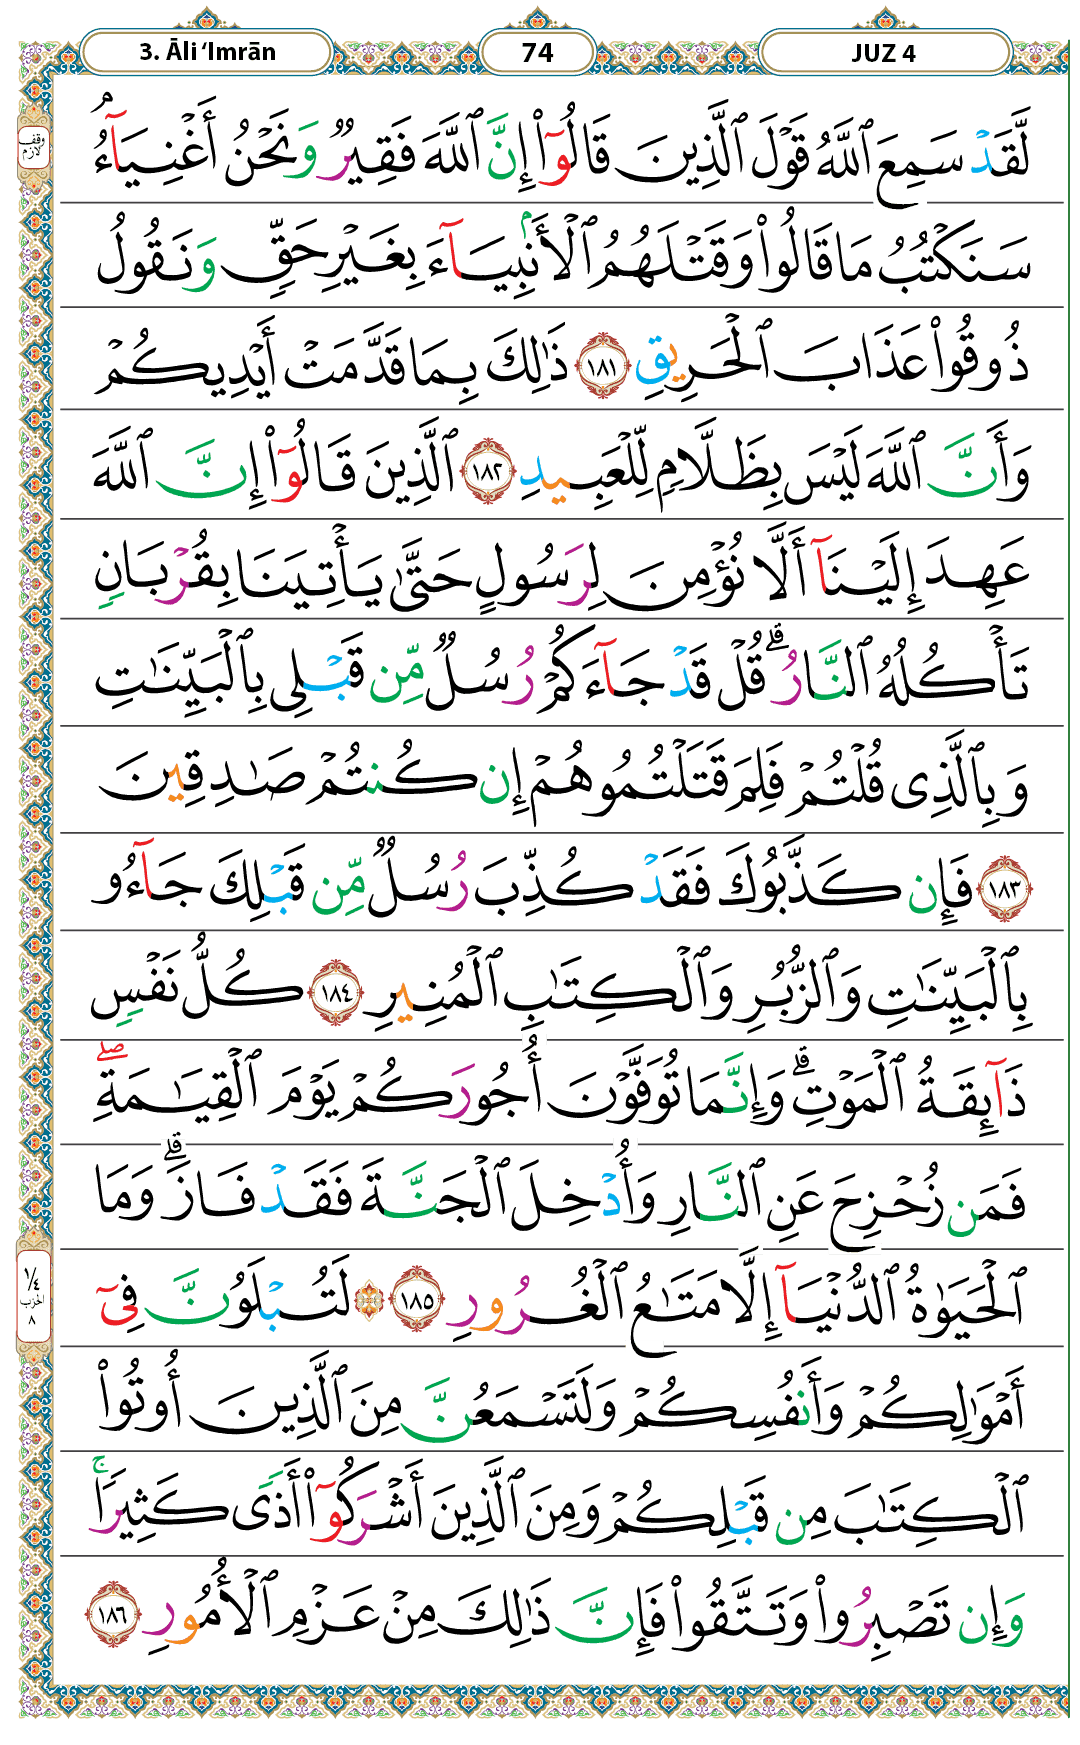 3. Āli ‘Imrān
74
JUZ 4
وقف لازم
لَّقَدۡ سَمِعَ ٱللَّهُ قَوۡلَ ٱلَّذِينَ قَالُوٓاْ إِنَّ ٱللَّهَ فَقِيرٞ وَنَحۡنُ أَغۡنِيَآءُۘ
سَنَكۡتُبُ مَا قَالُواْ وَقَتۡلَهُمُ ٱلۡأَنۢبِيَآءَ بِغَيۡرِ حَقّٖ وَنَقُولُ
ذُوقُواْ عَذَابَ ٱلۡحَرِيقِ ١٨١ ذَٰلِكَ بِمَا قَدَّمَتۡ أَيۡدِيكُمۡ
وَأَنَّ ٱللَّهَ لَيۡسَ بِظَلَّامٖ لِّلۡعَبِيدِ ١٨٢ ٱلَّذِينَ قَالُوٓاْ إِنَّ ٱللَّهَ
عَهِدَ إِلَيۡنَآ أَلَّا نُؤۡمِنَ لِرَسُولٍ حَتَّىٰ يَأۡتِيَنَا بِقُرۡبَانٖ
تَأۡكُلُهُ ٱلنَّارُۗ قُلۡ قَدۡ جَآءَكُمۡ رُسُلٞ مِّن قَبۡلِي بِٱلۡبَيِّنَٰتِ
وَبِٱلَّذِي قُلۡتُمۡ فَلِمَ قَتَلۡتُمُوهُمۡ إِن كُنتُمۡ صَٰدِقِينَ
١٨٣ فَإِن كَذَّبُوكَ فَقَدۡ كُذِّبَ رُسُلٞ مِّن قَبۡلِكَ جَآءُو
بِٱلۡبَيِّنَٰتِ وَٱلزُّبُرِ وَٱلۡكِتَٰبِ ٱلۡمُنِيرِ ١٨٤ كُلُّ نَفۡسٖ
ذَآئِقَةُ ٱلۡمَوۡتِۗ وَإِنَّمَا تُوَفَّوۡنَ أُجُورَكُمۡ يَوۡمَ ٱلۡقِيَٰمَةِۖ
فَمَن زُحۡزِحَ عَنِ ٱلنَّارِ وَأُدۡخِلَ ٱلۡجَنَّةَ فَقَدۡ فَازَۗ وَمَا
ٱلۡحَيَوٰةُ ٱلدُّنۡيَآ إِلَّا مَتَٰعُ ٱلۡغُرُورِ ١٨٥ ۞ لَتُبۡلَوُنَّ فِيٓ
١/٤ الحزب ٨
أَمۡوَٰلِكُمۡ وَأَنفُسِكُمۡ وَلَتَسۡمَعُنَّ مِنَ ٱلَّذِينَ أُوتُواْ
ٱلۡكِتَٰبَ مِن قَبۡلِكُمۡ وَمِنَ ٱلَّذِينَ أَشۡرَكُوٓاْ أَذٗى كَثِيرٗاۚ
وَإِن تَصۡبِرُواْ وَتَتَّقُواْ فَإِنَّ ذَٰلِكَ مِنۡ عَزۡمِ ٱلۡأُمُورِ ١٨٦